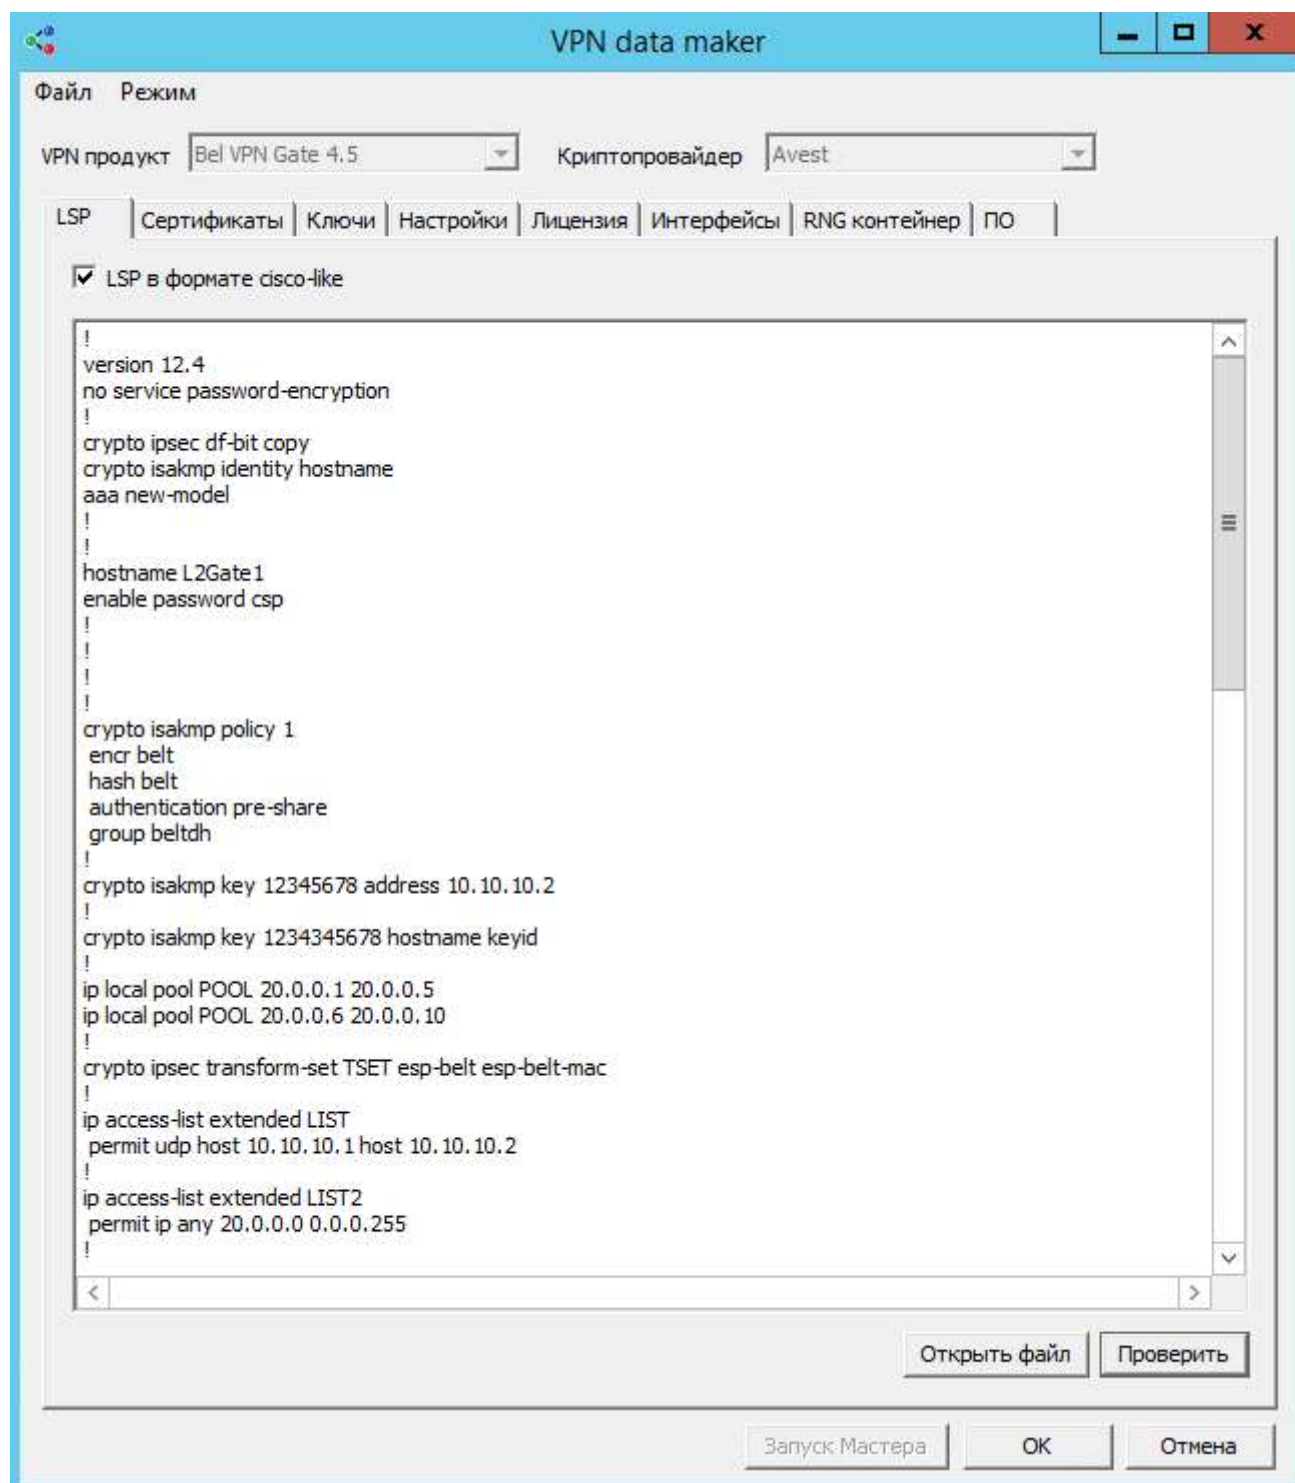 VPN data maker
Файл Режим
VPN продукт Bel VPN Gate 4.5 Криптопровайдер Avest
LSP Сертификаты Ключи Настройки Лицензия Интерфейсы RNG контейнер ПО
LSP в формате cisco-like
!
version 12.4
no service password-encryption
!
crypto ipsec df-bit copy
crypto isakmp identity hostname
aaa new-model
!
!
hostname L2Gate1
enable password csp
!
!
!
!
crypto isakmp policy 1
encr belt
hash belt
authentication pre-share
group beltdh
!
crypto isakmp key 12345678 address 10.10.10.2
!
crypto isakmp key 1234345678 hostname keyid
!
ip local pool POOL 20.0.0.1 20.0.0.5
ip local pool POOL 20.0.0.6 20.0.0.10
!
crypto ipsec transform-set TSET esp-belt esp-belt-mac
!
ip access-list extended LIST
permit udp host 10.10.10.1 host 10.10.10.2
!
ip access-list extended LIST2
permit ip any 20.0.0.0 0.0.0.255
!
Открыть файл Проверить
Запуск Мастера OK Отмена